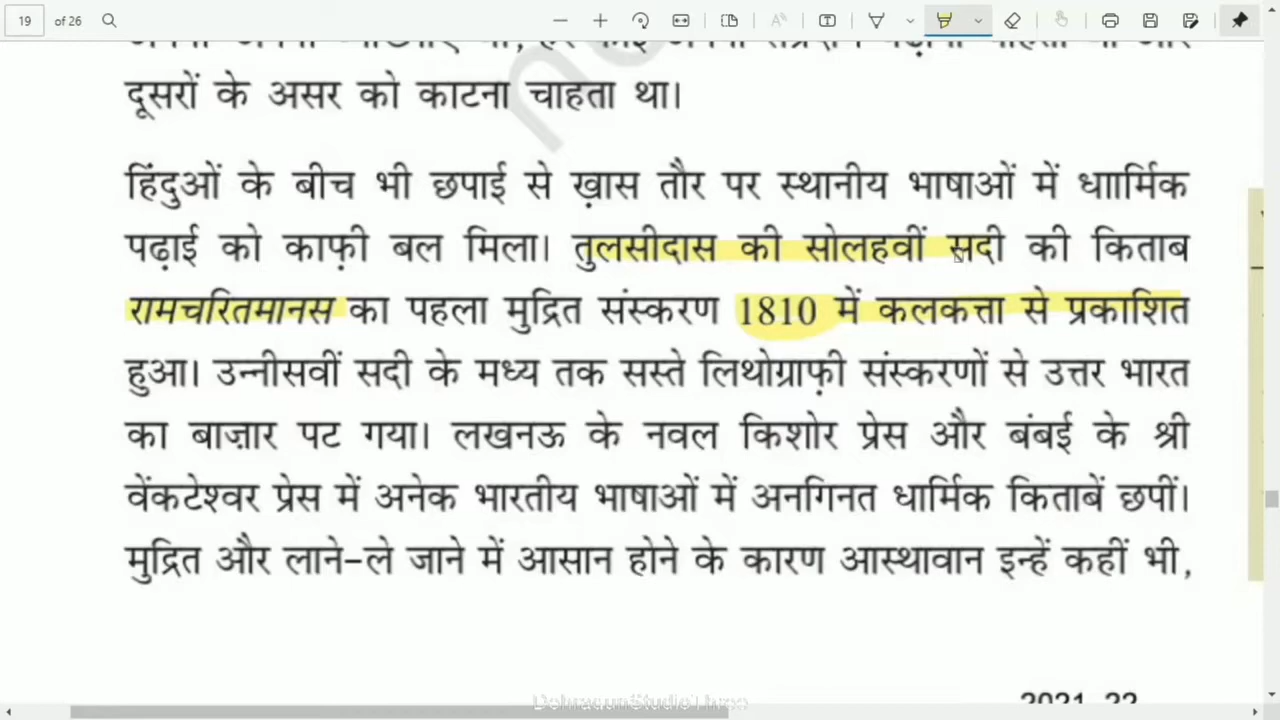 19 of 26
दूसरों के असर को काटना चाहता था।
हिंदुओं के बीच भी छपाई से ख़ास तौर पर स्थानीय भाषाओं में धाार्मिक
पढ़ाई को काफ़ी बल मिला। तुलसीदास की सोलहवीं सदी की किताब
रामचरितमानस का पहला मुद्रित संस्करण 1810 में कलकत्ता से प्रकाशित
हुआ। उन्नीसवीं सदी के मध्य तक सस्ते लिथोग्राफ़ी संस्करणों से उत्तर भारत
का बाज़ार पट गया। लखनऊ के नवल किशोर प्रेस और बंबई के श्री
वेंकटेश्वर प्रेस में अनेक भारतीय भाषाओं में अनगिनत धार्मिक किताबें छपीं।
मुद्रित और लाने-ले जाने में आसान होने के कारण आस्थावान इन्हें कहीं भी,
2021-22